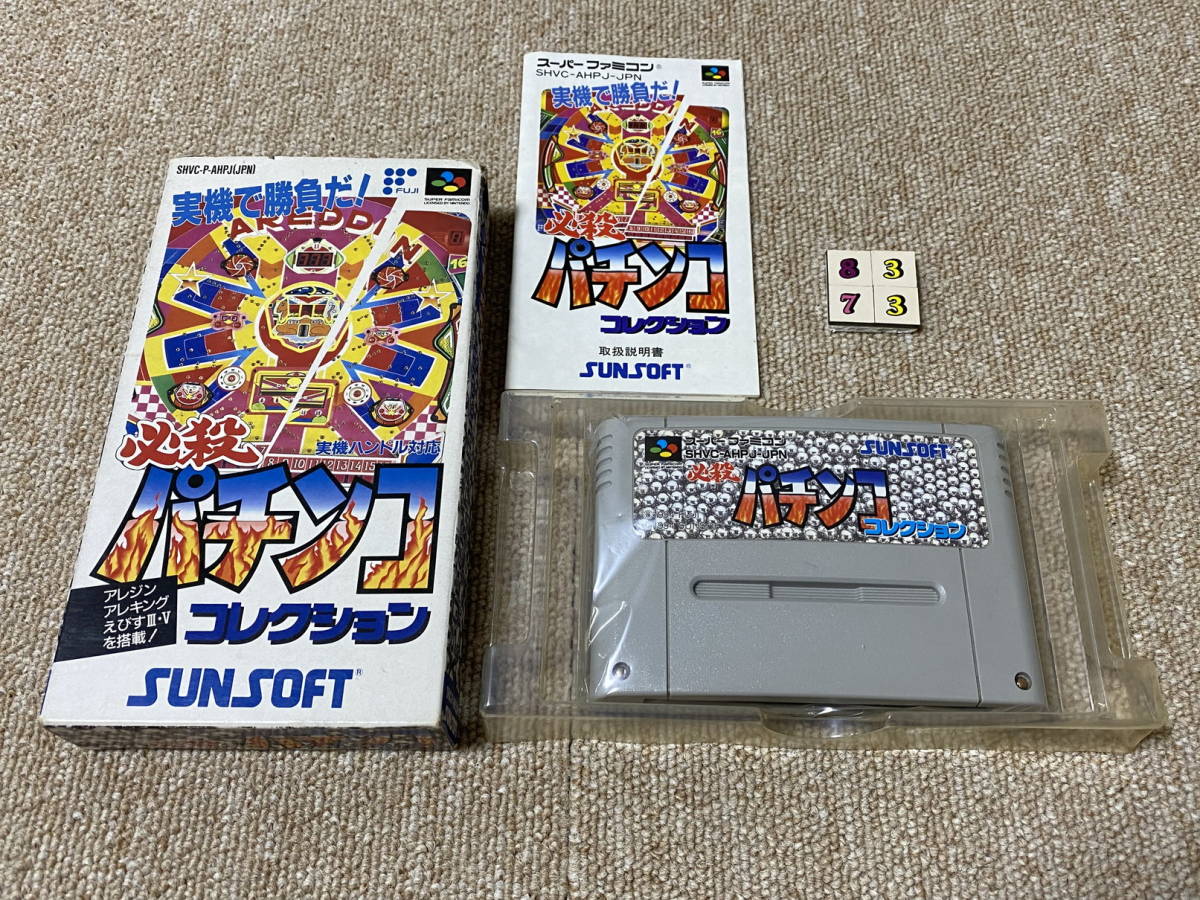 SHVC-P-AHPJ(JPN)
FUJI
SUPER FAMICOM
LICENSED BY NINTENDO
実機で勝負だ!
AREDDIN
16
実機ハンドル対応
必殺
パチンコ
コレクション
アレジン
アレキング
えびすⅢ・Ⅴ
を搭載!
SUNSOFT®
スーパーファミコン®
SHVC-AHPJ-JPN
実機で勝負だ!
AREDDIN
必殺
パチンコ
コレクション
取扱説明書
SUNSOFT®
8 3
7 3
スーパーファミコン
SHVC-AHPJ-JPN
SUNSOFT
必殺
パチンコ
コレクション